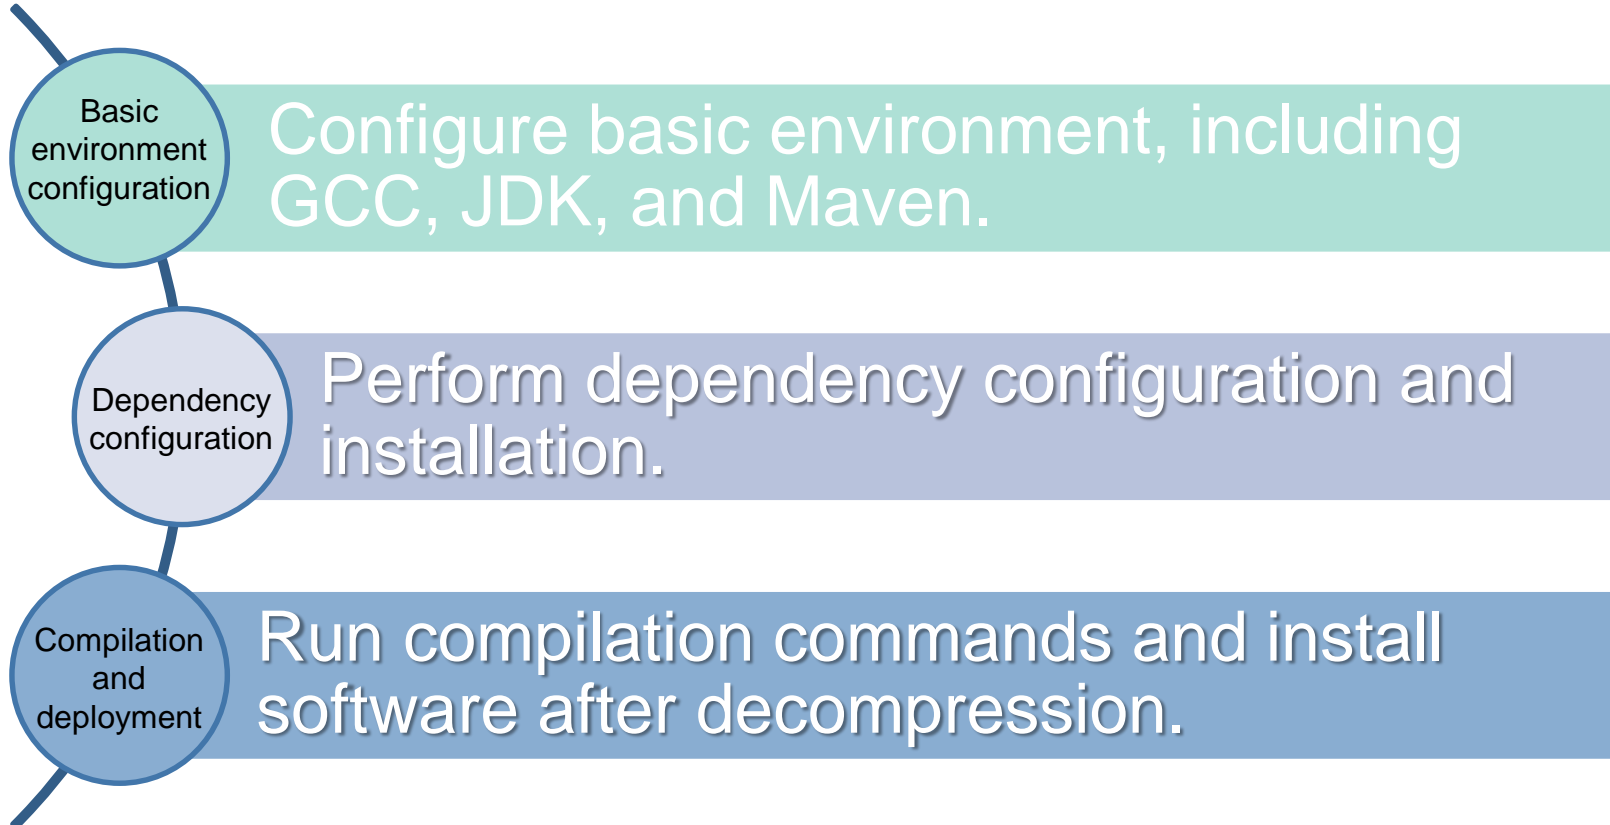 Basic
environment
configuration
Configure basic environment, including
GCC, JDK, and Maven.
Dependency
configuration
Perform dependency configuration and
installation.
Compilation
and
deployment
Run compilation commands and install
software after decompression.